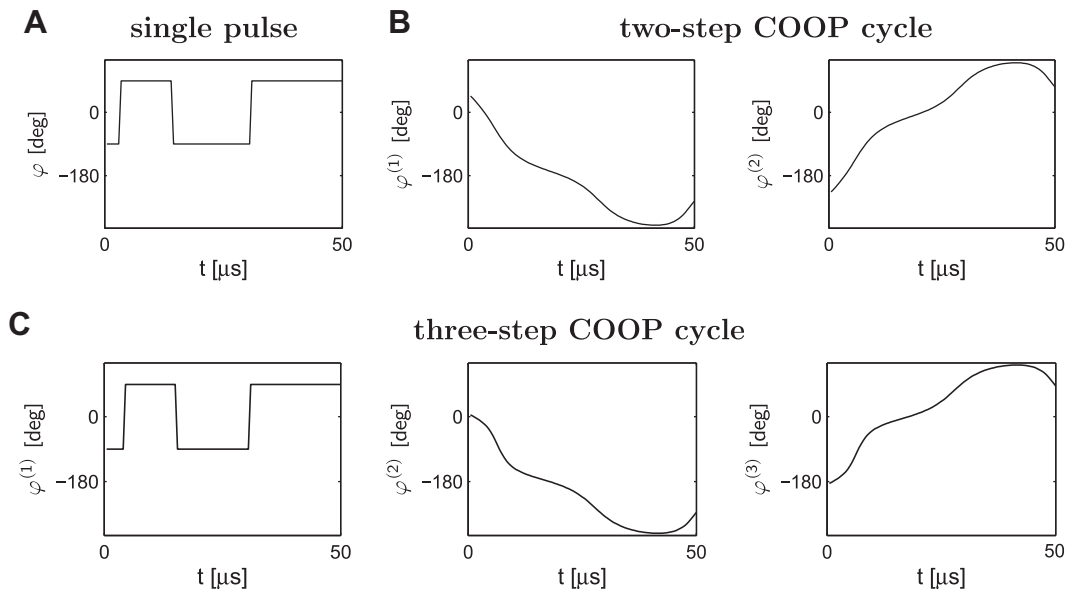 A single pulse
B two-step COOP cycle
φ [deg]
0
−180
0 50
t [μs]
φ(1) [deg]
0
−180
0 50
t [μs]
φ(2) [deg]
0
−180
0 50
t [μs]
C three-step COOP cycle
φ(1) [deg]
0
−180
0 50
t [μs]
φ(2) [deg]
0
−180
0 50
t [μs]
φ(3) [deg]
0
−180
0 50
t [μs]